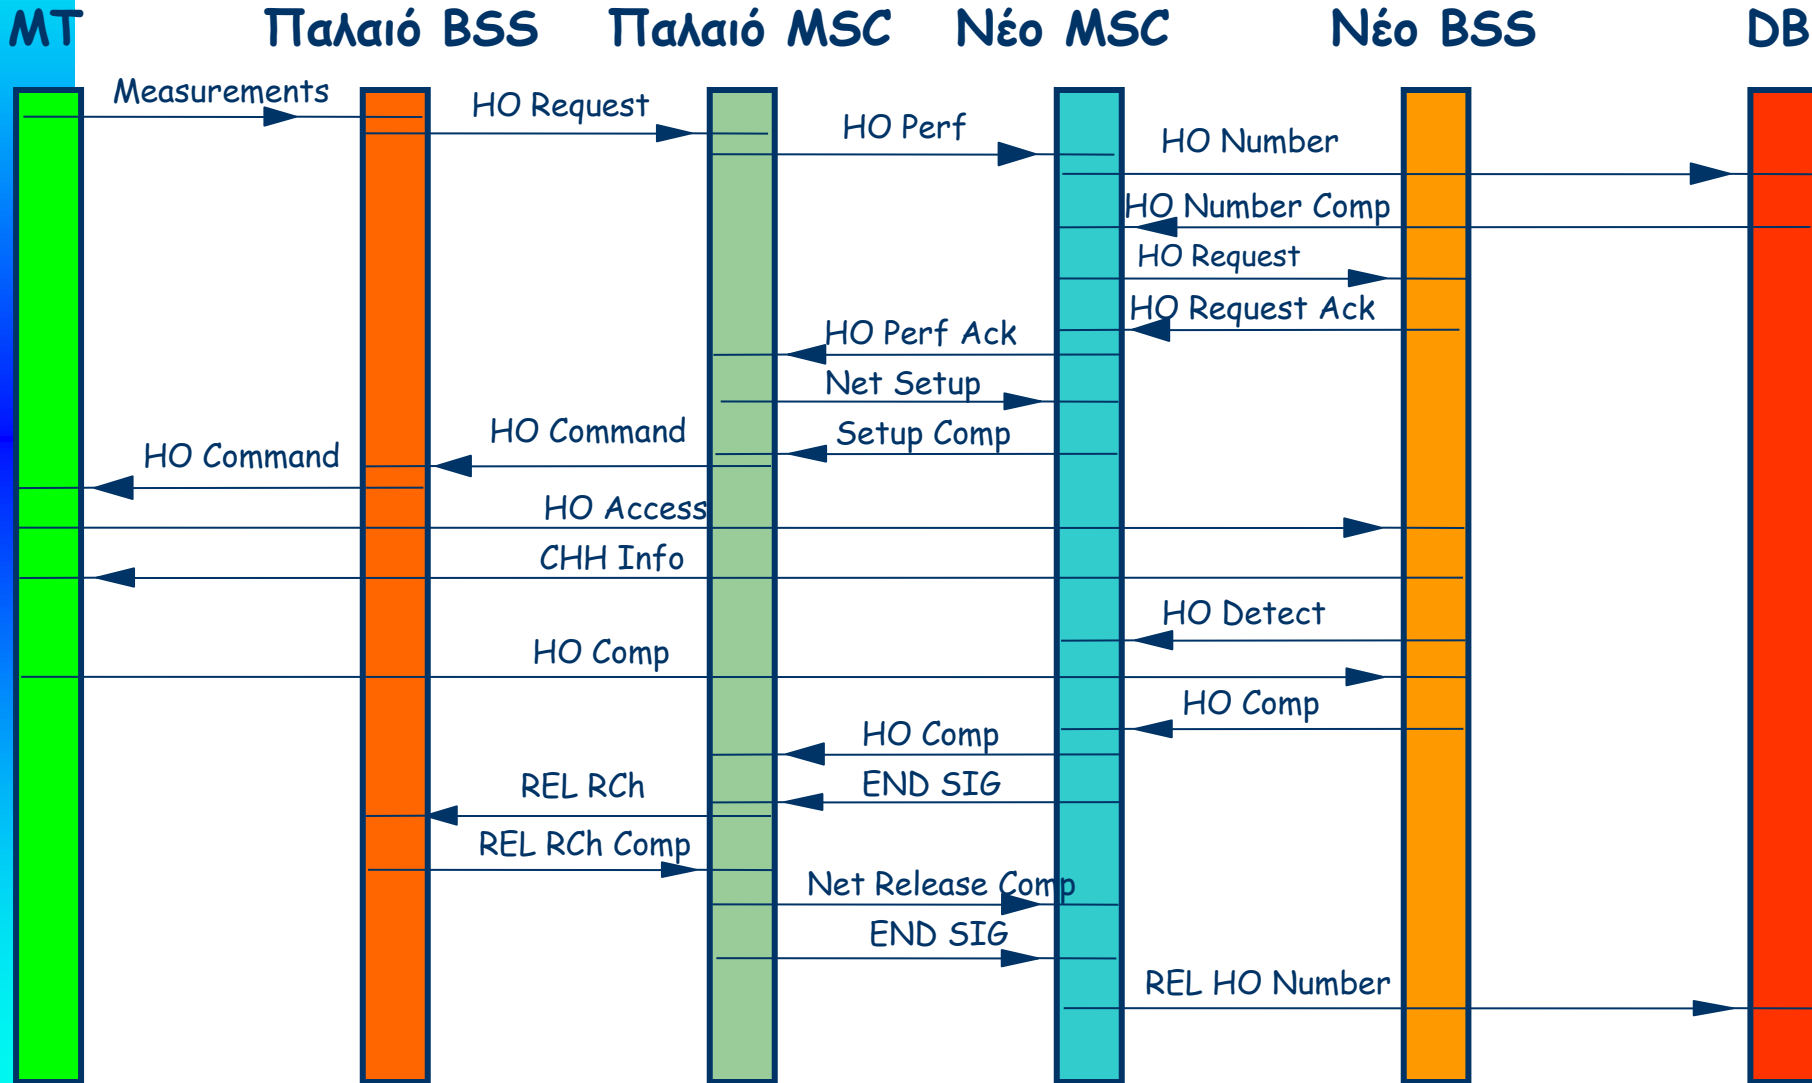 MT Παλαιό BSS Παλαιό MSC Νέο MSC Νέο BSS DB
Measurements
HO Request
HO Perf
HO Number
HO Number Comp
HO Request
HO Request Ack
HO Perf Ack
Net Setup
HO Command
Setup Comp
HO Command
HO Access
CHH Info
HO Detect
HO Comp
HO Comp
HO Comp
END SIG
REL RCh
REL RCh Comp
Net Release Comp
END SIG
REL HO Number